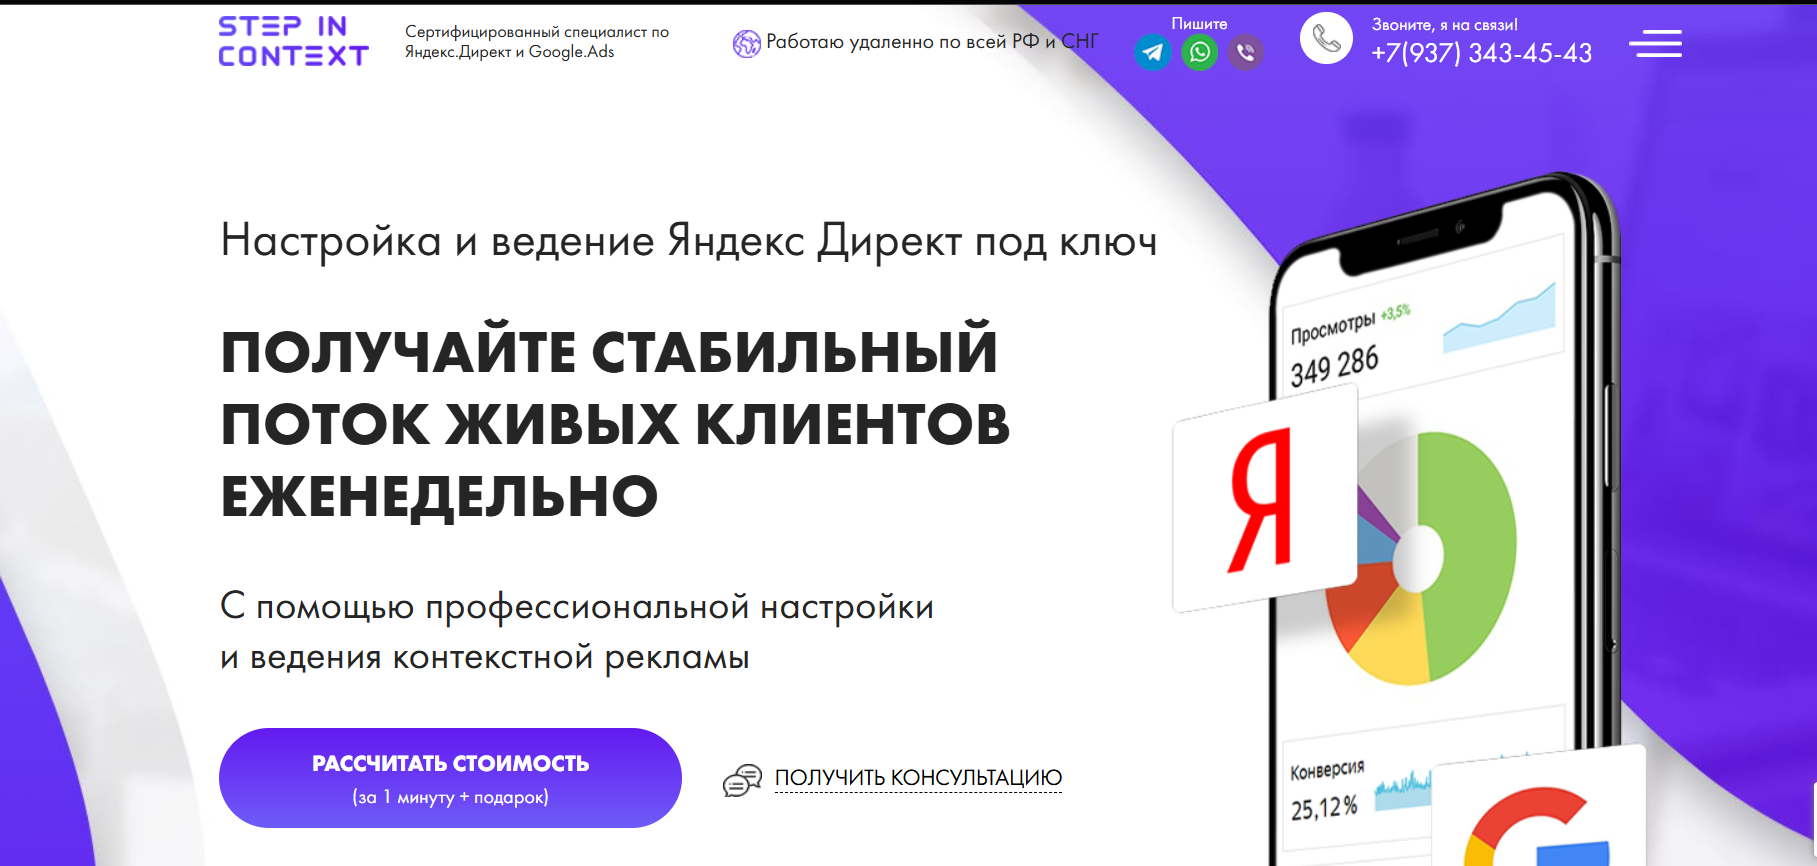 STEP IN
CONTEXT
Сертифицированный специалист по
Яндекс.Директ и Google.Ads
Работаю удаленно по всей РФ и СНГ
Пишите
Звоните, я на связи!
+7(937) 343-45-43
Настройка и ведение Яндекс Директ под ключ
ПОЛУЧАЙТЕ СТАБИЛЬНЫЙ
ПОТОК ЖИВЫХ КЛИЕНТОВ
ЕЖЕНЕДЕЛЬНО
С помощью профессиональной настройки
и ведения контекстной рекламы
РАССЧИТАТЬ СТОИМОСТЬ
(за 1 минуту + подарок)
ПОЛУЧИТЬ КОНСУЛЬТАЦИЮ
Просмотры +3,5%
349 286
Я
Конверсия
25,12%
G